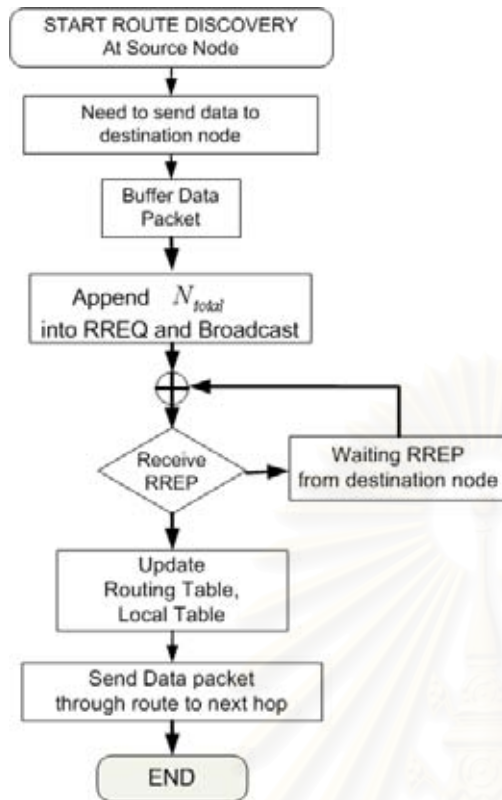 START ROUTE DISCOVERY
At Source Node
Need to send data to
destination node
Buffer Data
Packet
Append N_total
into RREQ and Broadcast
Receive
RREP
Waiting RREP
from destination node
Update
Routing Table,
Local Table
Send Data packet
through route to next hop
END